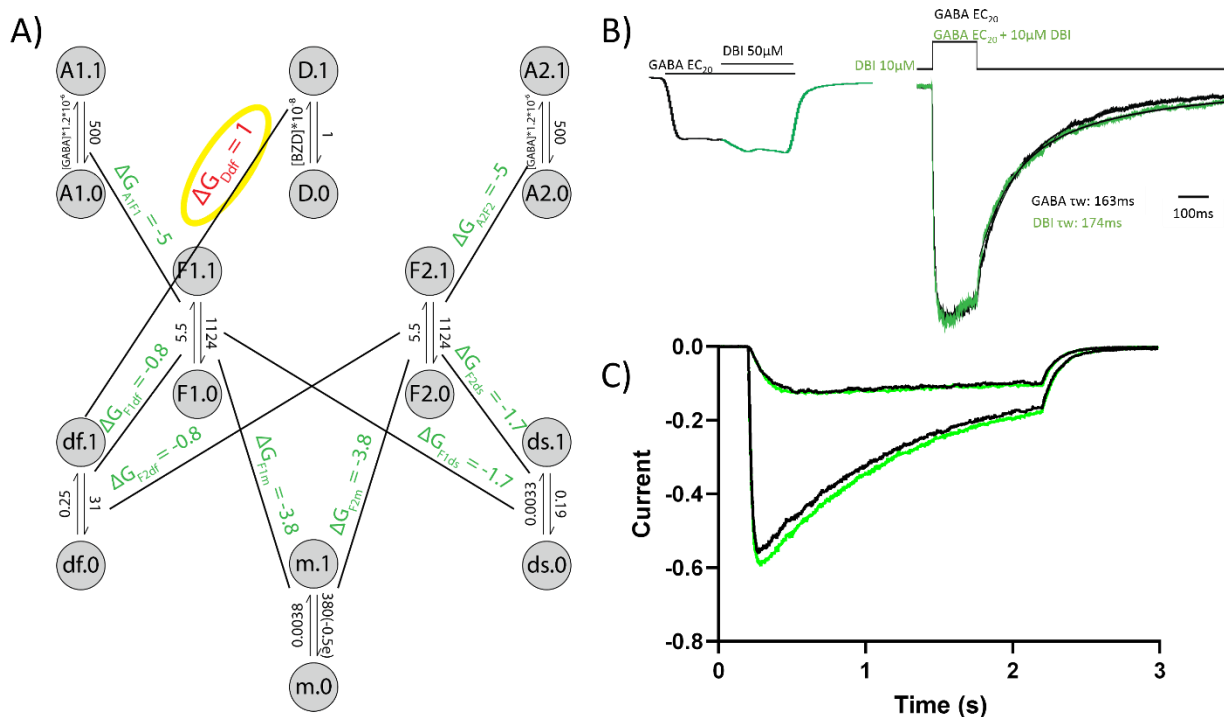 A)
A1.1
D.1
A2.1
[GABA]*1.2*10⁻⁶
500
[BZD]*10⁻⁸
1
[GABA]*1.2*10⁻⁶
500
A1.0
D.0
A2.0
ΔG_A1F1 = -5
ΔG_Ddf = 1
ΔG_A2F2 = -5
F1.1
F2.1
5.5
1124
5.5
1124
F1.0
F2.0
ΔG_F1df = -0.8
ΔG_F2df = -0.8
ΔG_F1m = -3.8
ΔG_F2m = -3.8
ΔG_F1ds = -1.7
ΔG_F2ds = -1.7
df.1
ds.1
0.25
31
0.0033
0.19
df.0
ds.0
m.1
0.0038
380(-0.5e)
m.0
B)
DBI 50μM
GABA EC₂₀
GABA EC₂₀
GABA EC₂₀ + 10μM DBI
DBI 10μM
GABA τw: 163ms
DBI τw: 174ms
100ms
C)
0.0
-0.2
-0.4
-0.6
-0.8
Current
0
1
2
3
Time (s)